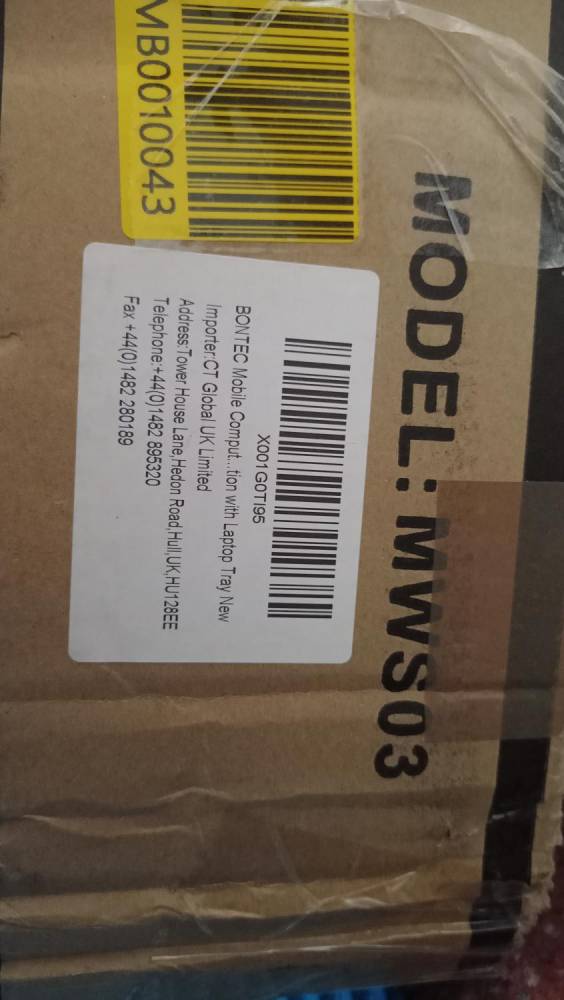 MB0010043
MODEL: MWS03
X001G0TI95
BONTEC Mobile Comput...tion with Laptop Tray New
Importer:CT Global UK Limited
Address:Tower House Lane,Hedon Road,Hull,UK,HU128EE
Telephone:+44(0)1482 895320
Fax +44(0)1482 280189